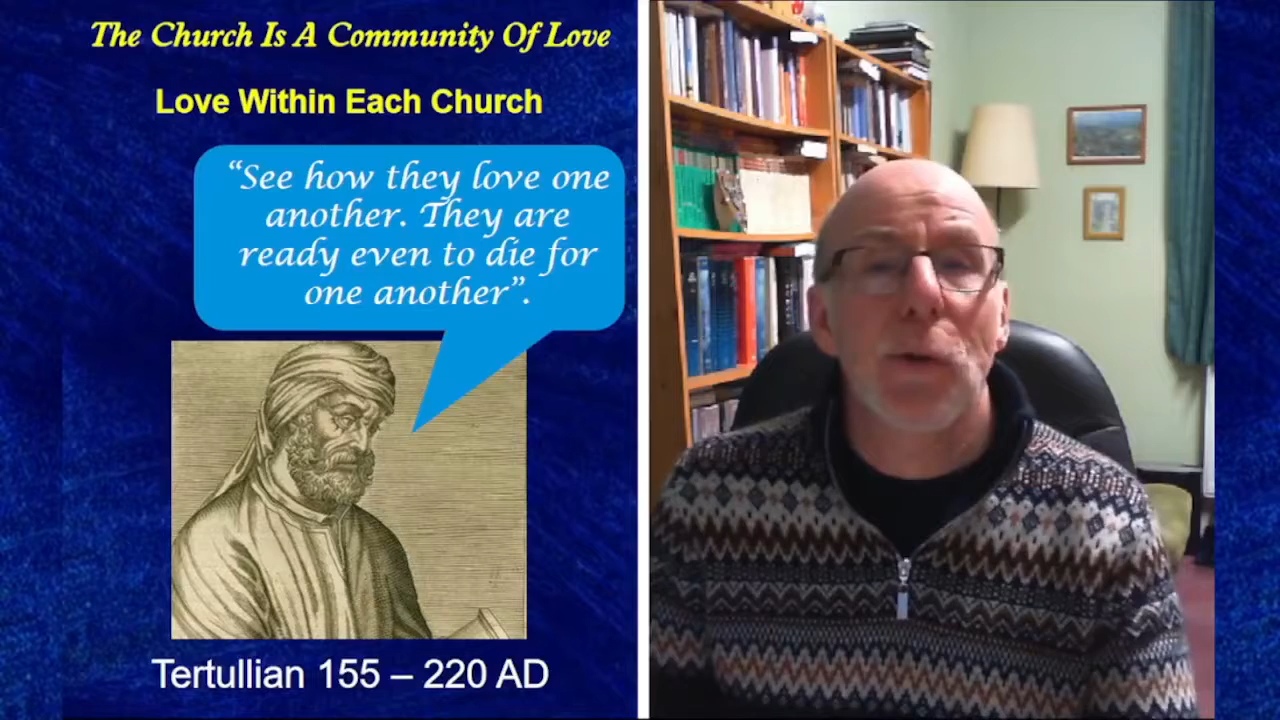 The Church Is A Community Of Love
Love Within Each Church
“See how they love one
another. They are
ready even to die for
one another”.
Tertullian 155 – 220 AD